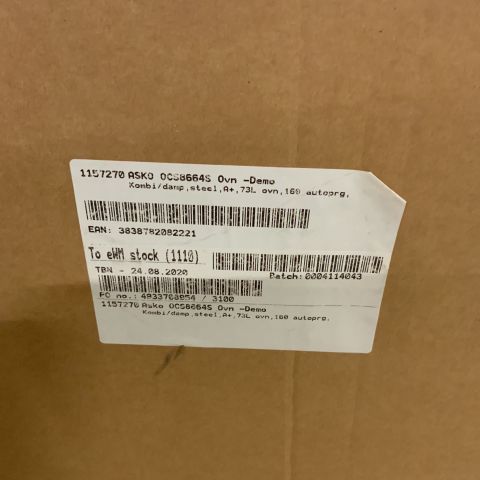 1157270 ASKO OCS8664S Ovn -Demo
Kombi/damp,steel,A+,73L ovn,160 autoprg,
EAN: 3838782082221
To eWM stock (1110)
TBN - 24.08.2020
Batch:0004114043
PO no.: 4933708054 / 3100
1157270 Asko OCS8664S Ovn -Demo
Kombi/damp,steel,A+,73L ovn,160 autoprg,